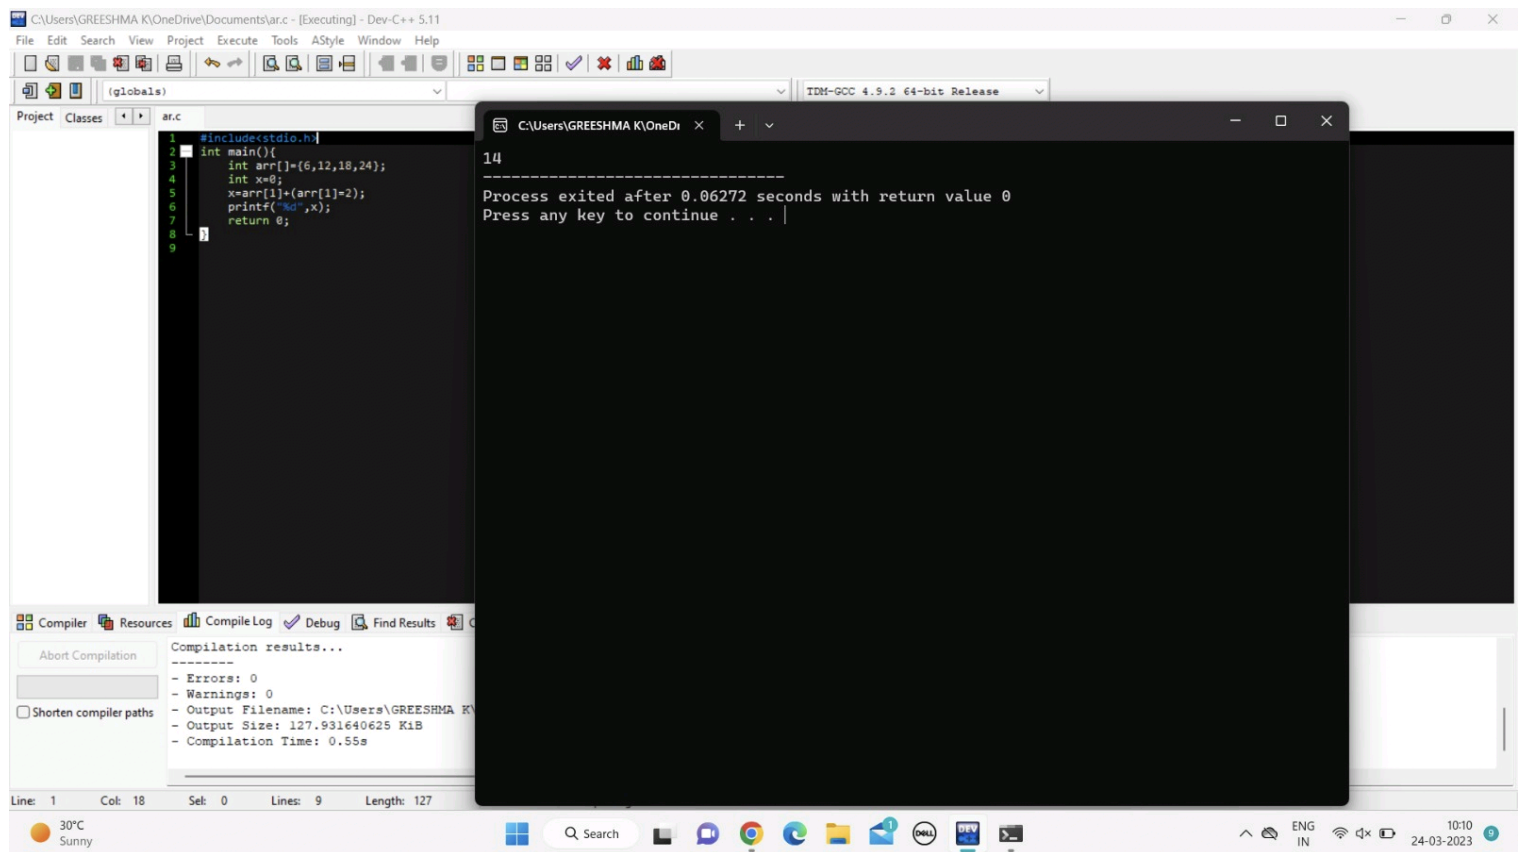 C:\Users\GREESHMA K\OneDrive\Documents\ar.c - [Executing] - Dev-C++ 5.11
File Edit Search View Project Execute Tools AStyle Window Help
(globals)
TDM-GCC 4.9.2 64-bit Release
Project Classes
ar.c
1 #include<stdio.h>
2 int main(){
3 int arr[]={6,12,18,24};
4 int x=0;
5 x=arr[1]+(arr[1]=2);
6 printf("%d",x);
7 return 0;
8 }
9
C:\Users\GREESHMA K\OneDr
14
--------------------------------
Process exited after 0.06272 seconds with return value 0
Press any key to continue . . .
Compiler Resources Compile Log Debug Find Results
Abort Compilation
Shorten compiler paths
Compilation results...
--------
- Errors: 0
- Warnings: 0
- Output Filename: C:\Users\GREESHMA K\
- Output Size: 127.931640625 KiB
- Compilation Time: 0.55s
Line: 1 Col: 18 Sel: 0 Lines: 9 Length: 127
30°C
Sunny
Search
1
DELL
DEV
ENG
IN
10:10
24-03-2023
9